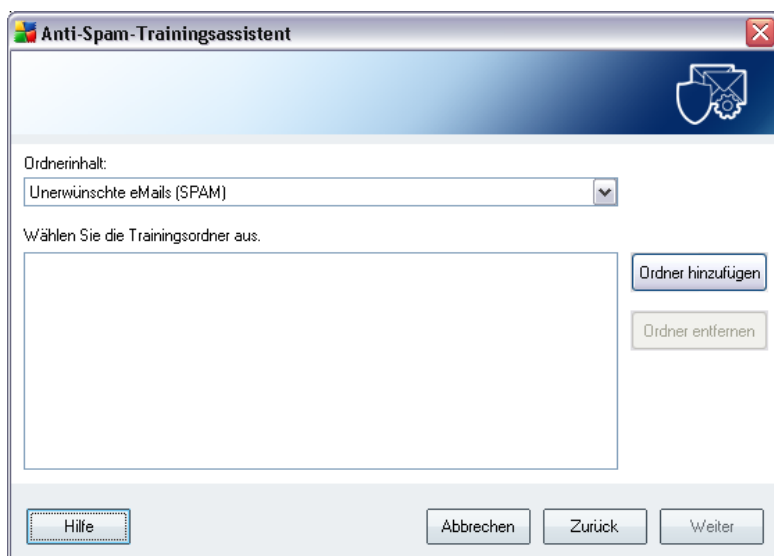 Anti-Spam-Trainingsassistent
Ordnerinhalt:
Unerwünschte eMails (SPAM)
Wählen Sie die Trainingsordner aus.
Ordner hinzufügen
Ordner entfernen
Hilfe
Abbrechen
Zurück
Weiter